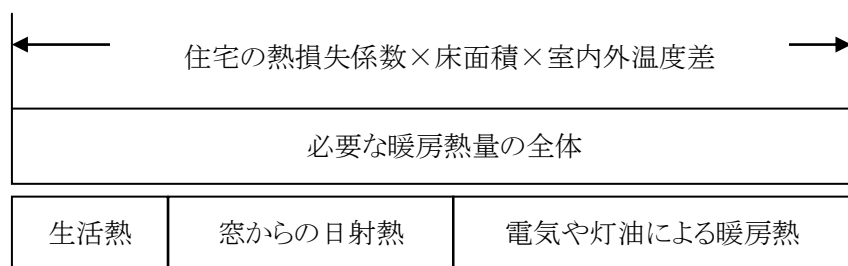 住宅の熱損失係数×床面積×室内外温度差
必要な暖房熱量の全体
生活熱 窓からの日射熱 電気や灯油による暖房熱